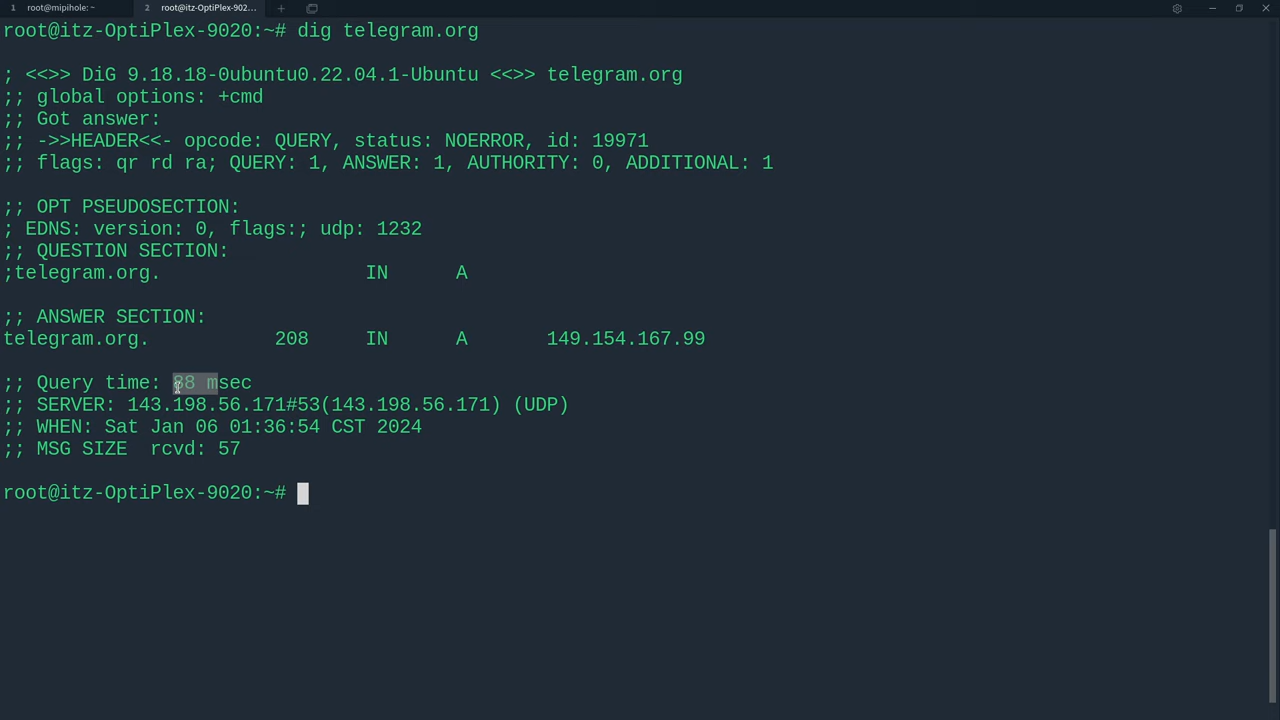 1 root@mipihole: ~
2 root@itz-OptiPlex-902...
root@itz-OptiPlex-9020:~# dig telegram.org
; <<>> DiG 9.18.18-0ubuntu0.22.04.1-Ubuntu <<>> telegram.org
;; global options: +cmd
;; Got answer:
;; ->>HEADER<<- opcode: QUERY, status: NOERROR, id: 19971
;; flags: qr rd ra; QUERY: 1, ANSWER: 1, AUTHORITY: 0, ADDITIONAL: 1
;; OPT PSEUDOSECTION:
; EDNS: version: 0, flags:; udp: 1232
;; QUESTION SECTION:
;telegram.org. IN A
;; ANSWER SECTION:
telegram.org. 208 IN A 149.154.167.99
;; Query time: 88 msec
;; SERVER: 143.198.56.171#53(143.198.56.171) (UDP)
;; WHEN: Sat Jan 06 01:36:54 CST 2024
;; MSG SIZE rcvd: 57
root@itz-OptiPlex-9020:~#